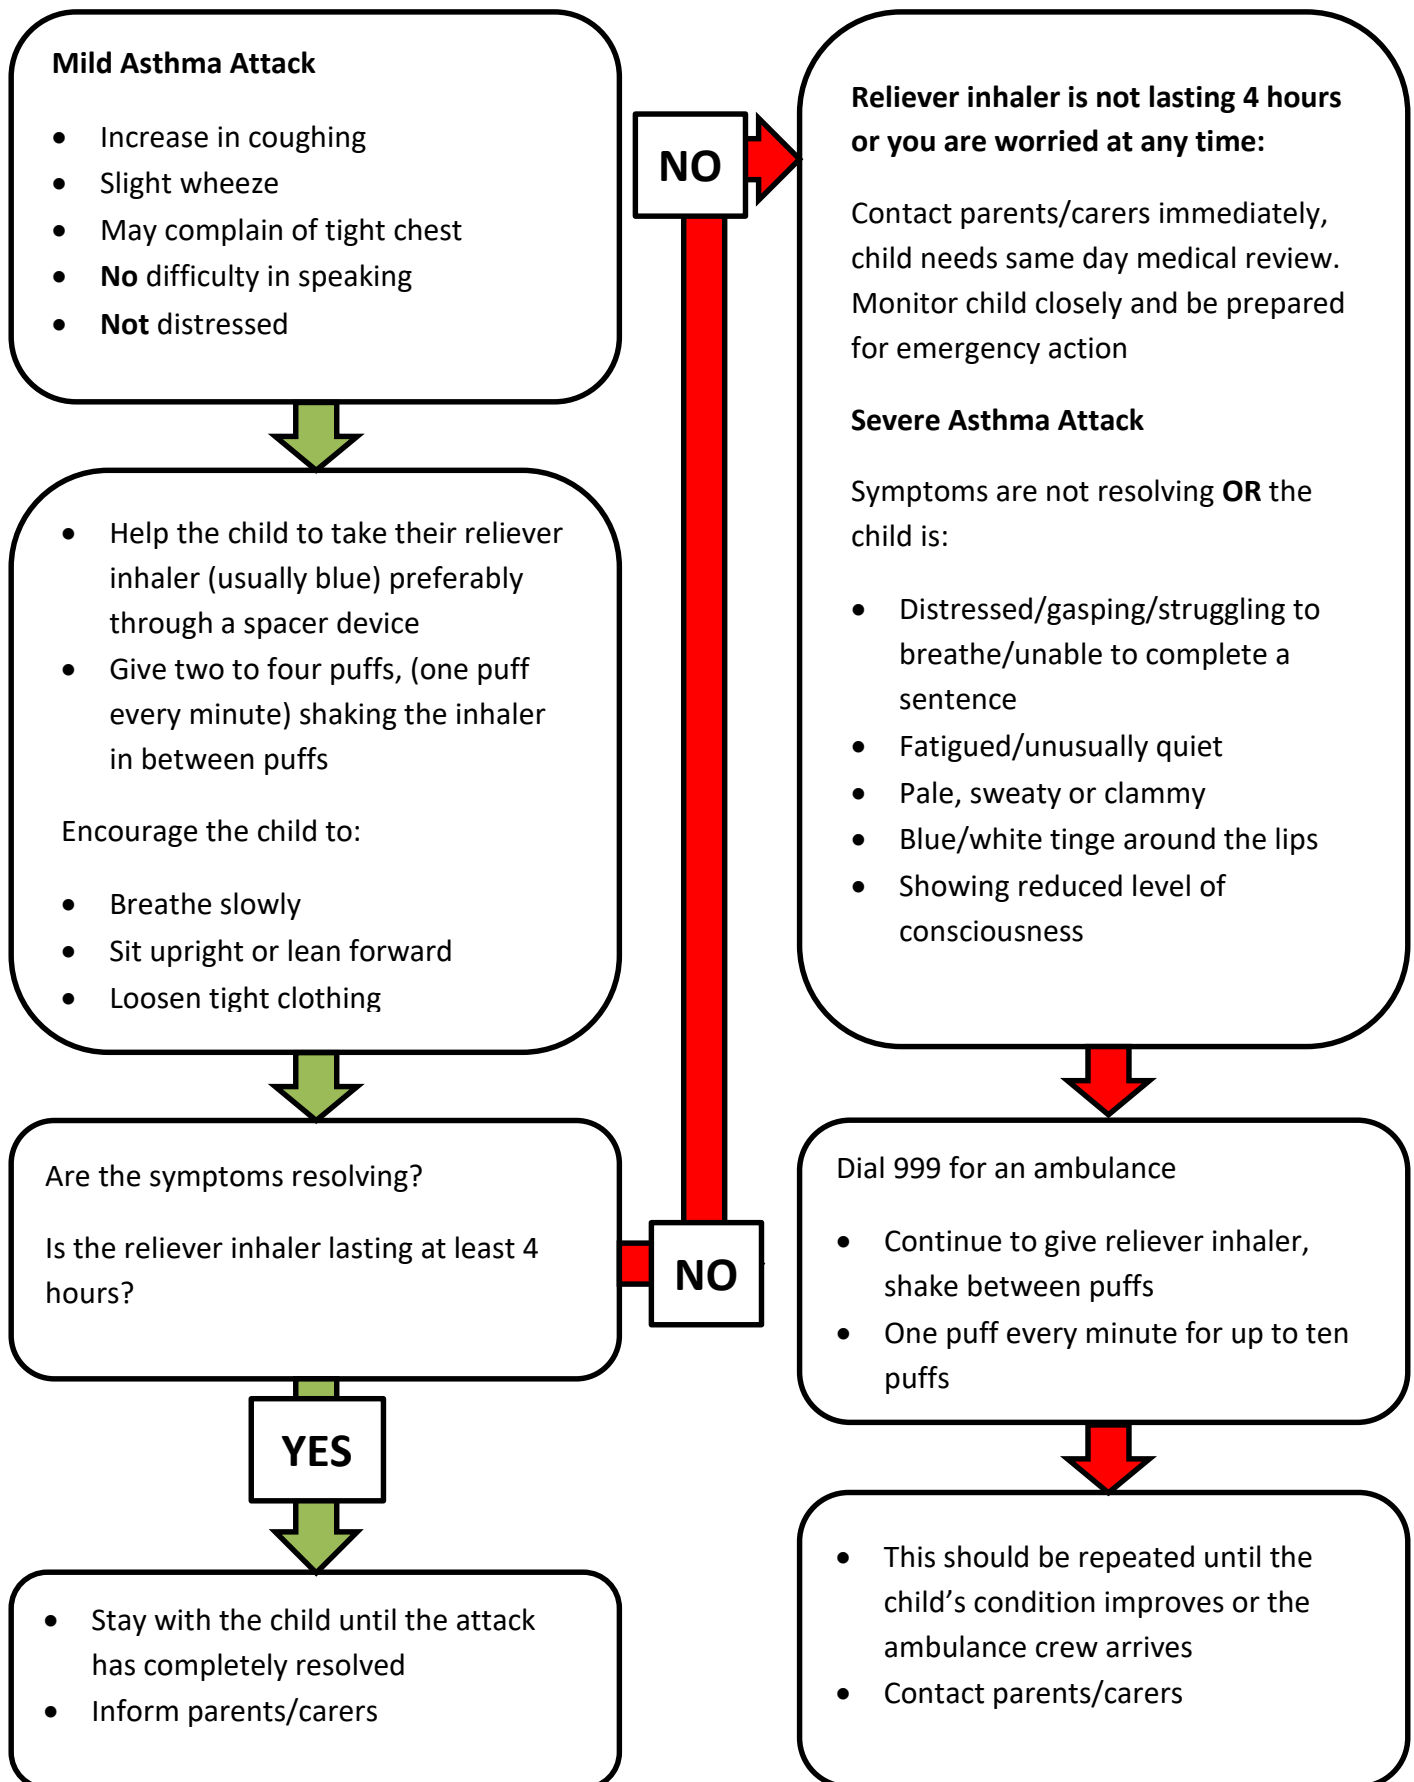 Mild Asthma Attack
• Increase in coughing
• Slight wheeze
• May complain of tight chest
• No difficulty in speaking
• Not distressed
• Help the child to take their reliever
inhaler (usually blue) preferably
through a spacer device
• Give two to four puffs, (one puff
every minute) shaking the inhaler
in between puffs
Encourage the child to:
• Breathe slowly
• Sit upright or lean forward
• Loosen tight clothing
Are the symptoms resolving?
Is the reliever inhaler lasting at least 4
hours?
YES
• Stay with the child until the attack
has completely resolved
• Inform parents/carers
NO
NO
Reliever inhaler is not lasting 4 hours
or you are worried at any time:
Contact parents/carers immediately,
child needs same day medical review.
Monitor child closely and be prepared
for emergency action
Severe Asthma Attack
Symptoms are not resolving OR the
child is:
• Distressed/gasping/struggling to
breathe/unable to complete a
sentence
• Fatigued/unusually quiet
• Pale, sweaty or clammy
• Blue/white tinge around the lips
• Showing reduced level of
consciousness
Dial 999 for an ambulance
• Continue to give reliever inhaler,
shake between puffs
• One puff every minute for up to ten
puffs
• This should be repeated until the
child’s condition improves or the
ambulance crew arrives
• Contact parents/carers